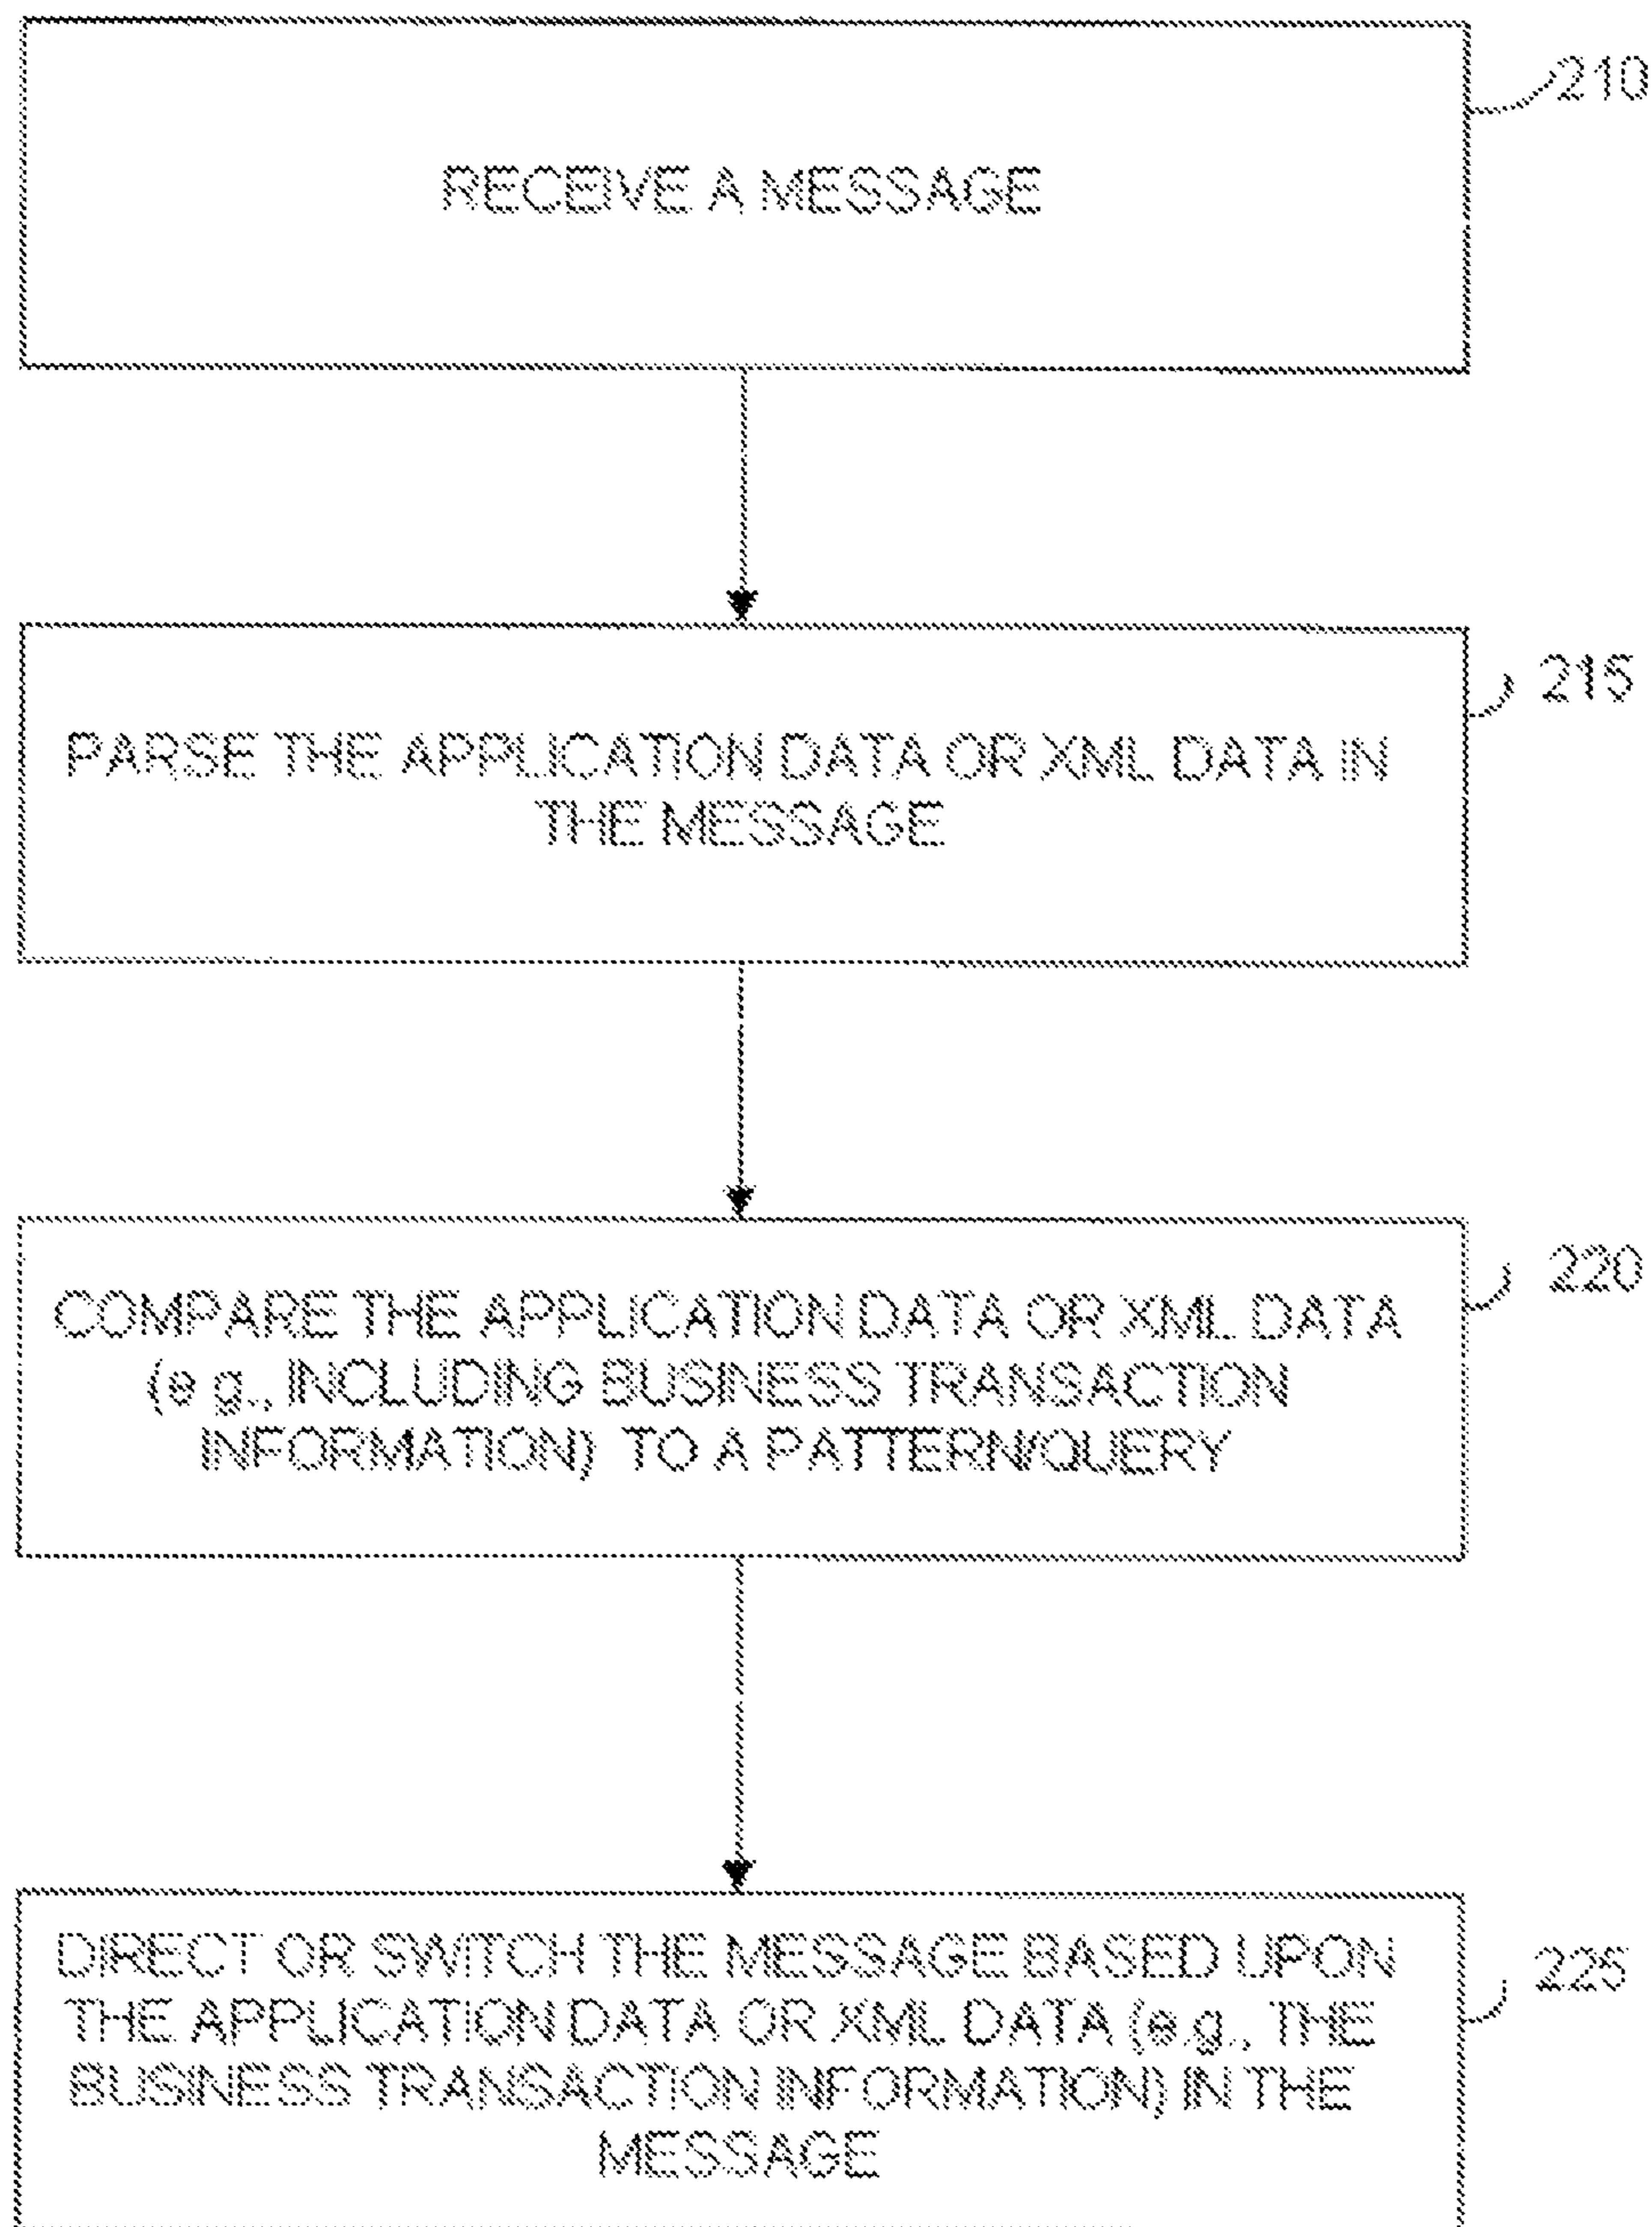 210
RECEIVE A MESSAGE
215
PARSE THE APPLICATION DATA OR XML DATA IN
THE MESSAGE
220
COMPARE THE APPLICATION DATA OR XML DATA
(e.g., INCLUDING BUSINESS TRANSACTION
INFORMATION) TO A PATTERN/QUERY
225
DIRECT OR SWITCH THE MESSAGE BASED UPON
THE APPLICATION DATA OR XML DATA (e.g., THE
BUSINESS TRANSACTION INFORMATION) IN THE
MESSAGE